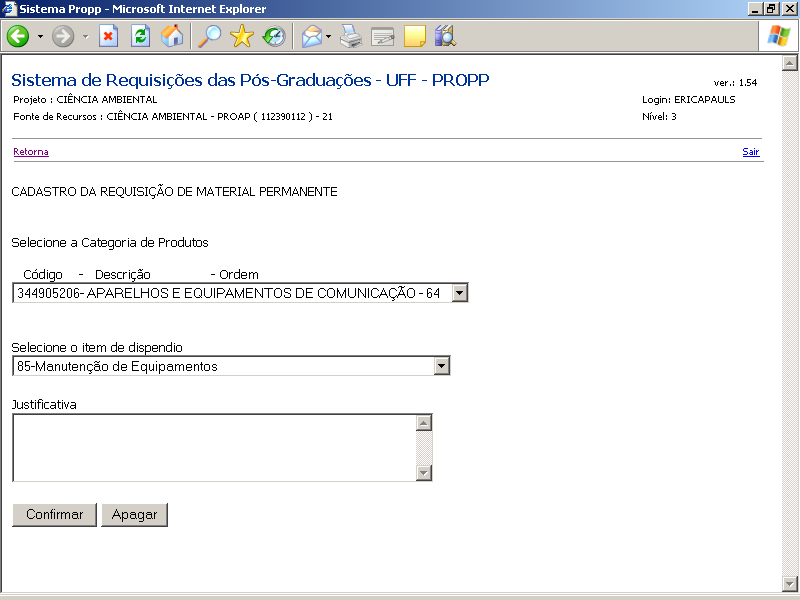 Sistema Propp - Microsoft Internet Explorer
Sistema de Requisições das Pós-Graduações - UFF - PROPP
ver.: 1.54
Projeto : CIÊNCIA AMBIENTAL
Login: ERICAPAULS
Fonte de Recursos : CIÊNCIA AMBIENTAL - PROAP ( 112390112 ) - 21
Nível: 3
Retorna
Sair
CADASTRO DA REQUISIÇÃO DE MATERIAL PERMANENTE
Selecione a Categoria de Produtos
Código - Descrição - Ordem
344905206- APARELHOS E EQUIPAMENTOS DE COMUNICAÇÃO - 64
Selecione o item de dispendio
85-Manutenção de Equipamentos
Justificativa
Confirmar
Apagar